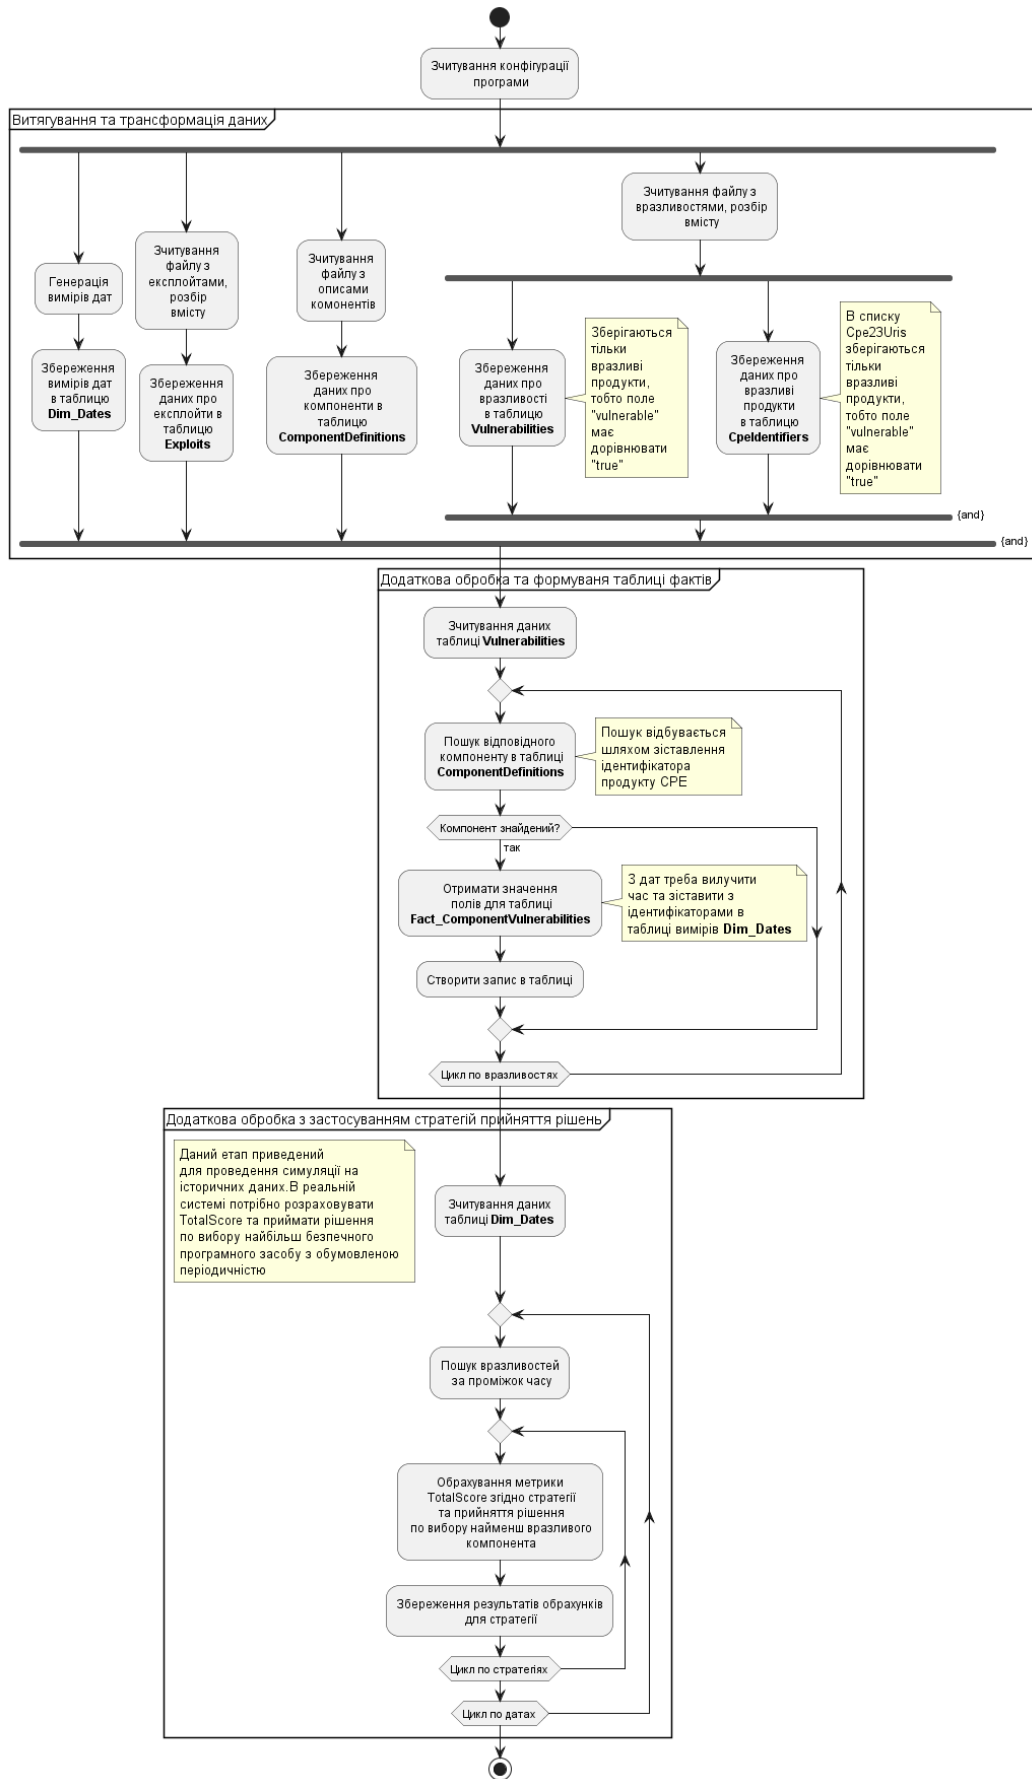 Зчитування конфігурації
програми
Витягування та трансформація даних
Генерація
вимірів дат
Збереження
вимірів дат
в таблицю
Dim_Dates
Зчитування
файлу з
експлойтами,
розбір
вмісту
Збереження
даних про
експлойти в
таблицю
Exploits
Зчитування
файлу з
описами
комонентів
Збереження
даних про
компоненти в
таблицю
ComponentDefinitions
Зчитування файлу з
вразливостями, розбір
вмісту
Збереження
даних про
вразливості
в таблицю
Vulnerabilities
Зберігаються
тільки
вразливі
продукти,
тобто поле
"vulnerable"
має
дорівнювати
"true"
Збереження
даних про
вразливі
продукти
в таблицю
CpeIdentifiers
В списку
Cpe23Uris
зберігаються
тільки
вразливі
продукти,
тобто поле
"vulnerable"
має
дорівнювати
"true"
{and}
{and}
Додаткова обробка та формуваня таблиці фактів
Зчитування даних
таблиці Vulnerabilities
Пошук відповідного
компоненту в таблиці
ComponentDefinitions
Пошук відбувається
шляхом зіставлення
ідентифікатора
продукту CPE
Компонент знайдений?
так
Отримати значення
полів для таблиці
Fact_ComponentVulnerabilities
З дат треба вилучити
час та зіставити з
ідентифікаторами в
таблиці вимірів Dim_Dates
Створити запис в таблиці
Цикл по вразливостях
Додаткова обробка з застосуванням стратегій прийняття рішень
Даний етап приведений
для проведення симуляції на
історичних даних.В реальній
системі потрібно розраховувати
TotalScore та приймати рішення
по вибору найбільш безпечного
програмного засобу з обумовленою
періодичністю
Зчитування даних
таблиці Dim_Dates
Пошук вразливостей
за проміжок часу
Обрахування метрики
TotalScore згідно стратегії
та прийняття рішення
по вибору найменш вразливого
компонента
Збереження результатів обрахунків
для стратегії
Цикл по стратегіях
Цикл по датах